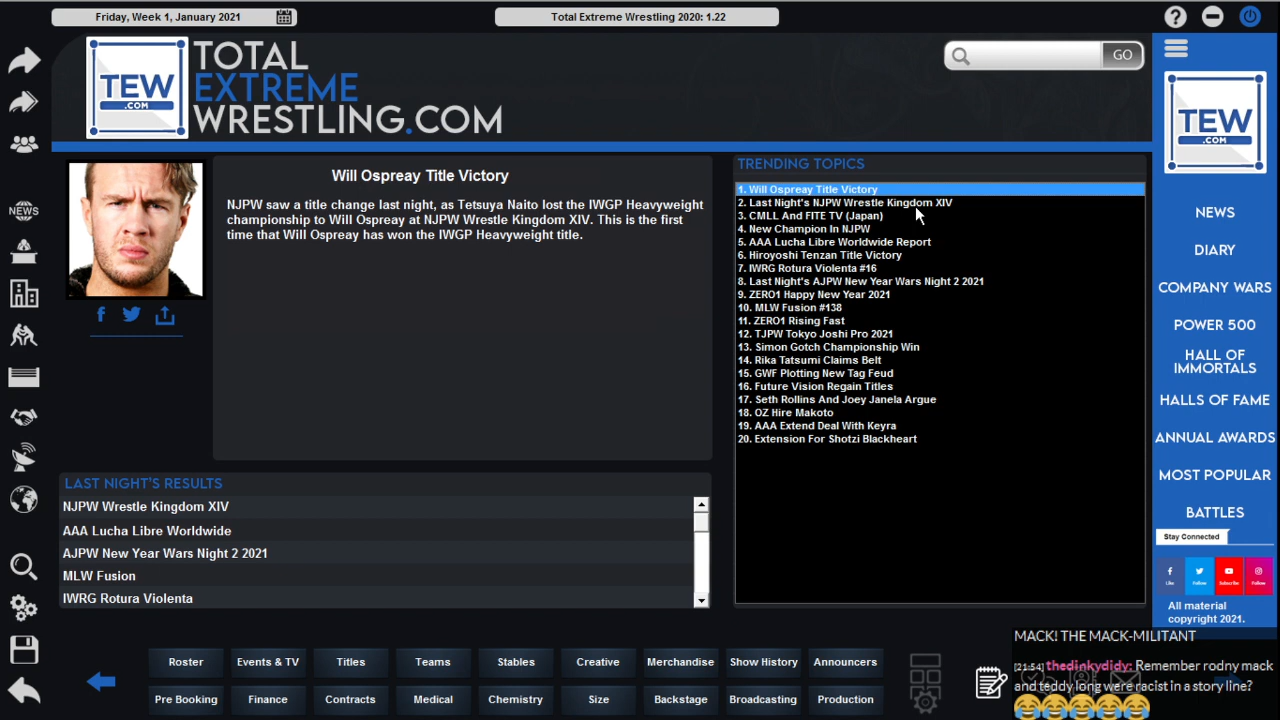 Friday, Week 1, January 2021
Total Extreme Wrestling 2020: 1.22
TEW
.COM
TOTAL
EXTREME
WRESTLING.COM
GO
TEW
.COM
Will Ospreay Title Victory
NJPW saw a title change last night, as Tetsuya Naito lost the IWGP Heavyweight
championship to Will Ospreay at NJPW Wrestle Kingdom XIV. This is the first
time that Will Ospreay has won the IWGP Heavyweight title.
TRENDING TOPICS
1. Will Ospreay Title Victory
2. Last Night's NJPW Wrestle Kingdom XIV
3. CMLL And FITE TV (Japan)
4. New Champion In NJPW
5. AAA Lucha Libre Worldwide Report
6. Hiroyoshi Tenzan Title Victory
7. IWRG Rotura Violenta #16
8. Last Night's AJPW New Year Wars Night 2 2021
9. ZERO1 Happy New Year 2021
10. MLW Fusion #138
11. ZERO1 Rising Fast
12. TJPW Tokyo Joshi Pro 2021
13. Simon Gotch Championship Win
14. Rika Tatsumi Claims Belt
15. GWF Plotting New Tag Feud
16. Future Vision Regain Titles
17. Seth Rollins And Joey Janela Argue
18. OZ Hire Makoto
19. AAA Extend Deal With Keyra
20. Extension For Shotzi Blackheart
NEWS
NEWS
DIARY
COMPANY WARS
POWER 500
HALL OF
IMMORTALS
HALLS OF FAME
ANNUAL AWARDS
MOST POPULAR
BATTLES
Stay Connected
Like
Follow
Subscribe
Follow
All material
copyright 2021.
LAST NIGHT'S RESULTS
NJPW Wrestle Kingdom XIV
AAA Lucha Libre Worldwide
AJPW New Year Wars Night 2 2021
MLW Fusion
IWRG Rotura Violenta
Roster
Events & TV
Titles
Teams
Stables
Creative
Merchandise
Show History
Announcers
Pre Booking
Finance
Contracts
Medical
Chemistry
Size
Backstage
Broadcasting
Production
MACK! THE MACK-MILITANT
[21:54] thedinkydidy: Remember rodny mack
and teddy long were racist in a story line?